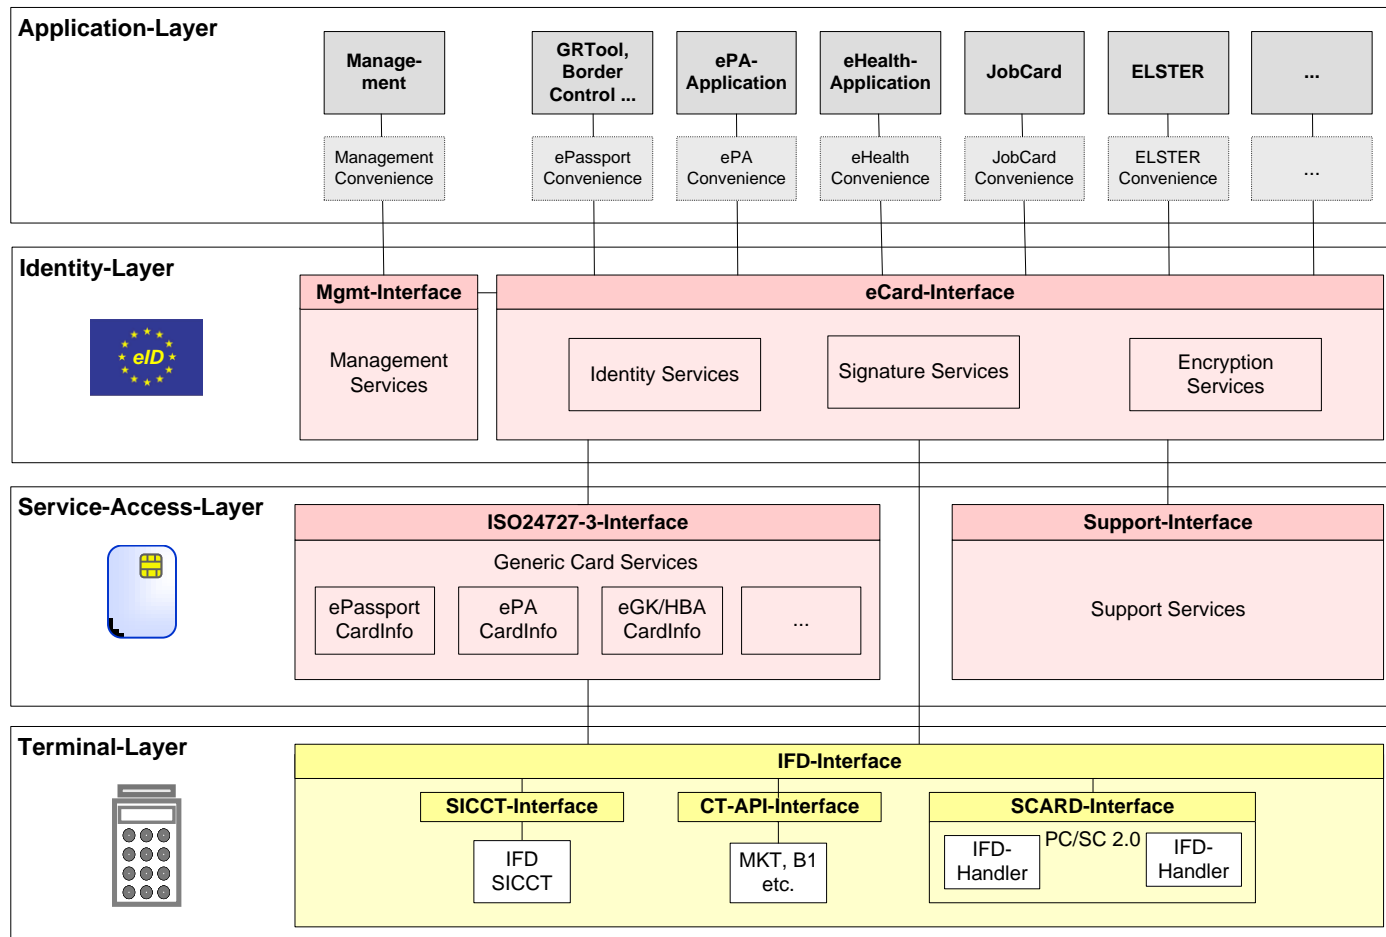 Application-Layer
Manage-
ment
GRTool,
Border
Control ...
ePA-
Application
eHealth-
Application
JobCard
ELSTER
...
Management
Convenience
ePassport
Convenience
ePA
Convenience
eHealth
Convenience
JobCard
Convenience
ELSTER
Convenience
...
Identity-Layer
eID
Mgmt-Interface
Management
Services
eCard-Interface
Identity Services
Signature Services
Encryption
Services
Service-Access-Layer
ISO24727-3-Interface
Generic Card Services
ePassport
CardInfo
ePA
CardInfo
eGK/HBA
CardInfo
...
Support-Interface
Support Services
Terminal-Layer
IFD-Interface
SICCT-Interface
IFD
SICCT
CT-API-Interface
MKT, B1
etc.
SCARD-Interface
PC/SC 2.0
IFD-
Handler
IFD-
Handler